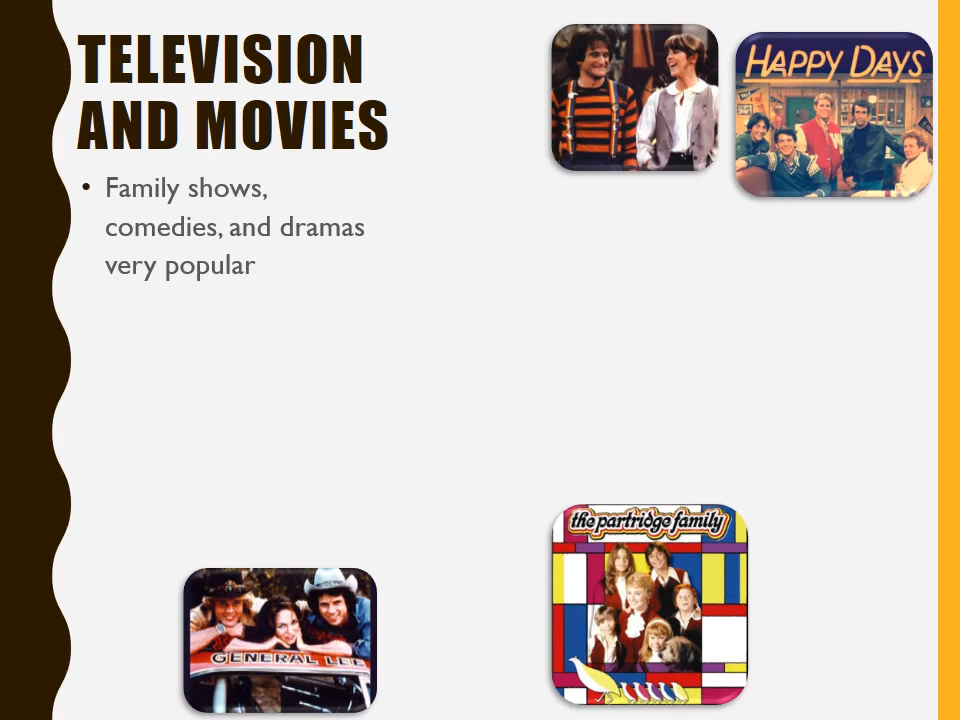 TELEVISION
AND MOVIES
• Family shows,
comedies, and dramas
very popular
HAPPY DAYS
the partridge family
GENERAL LEE